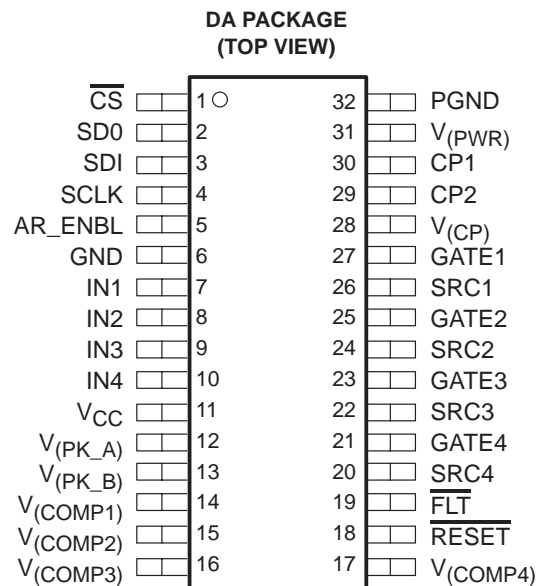 DA PACKAGE
(TOP VIEW)
CS 1 32 PGND
SD0 2 31 V(PWR)
SDI 3 30 CP1
SCLK 4 29 CP2
AR_ENBL 5 28 V(CP)
GND 6 27 GATE1
IN1 7 26 SRC1
IN2 8 25 GATE2
IN3 9 24 SRC2
IN4 10 23 GATE3
VCC 11 22 SRC3
V(PK_A) 12 21 GATE4
V(PK_B) 13 20 SRC4
V(COMP1) 14 19 FLT
V(COMP2) 15 18 RESET
V(COMP3) 16 17 V(COMP4)